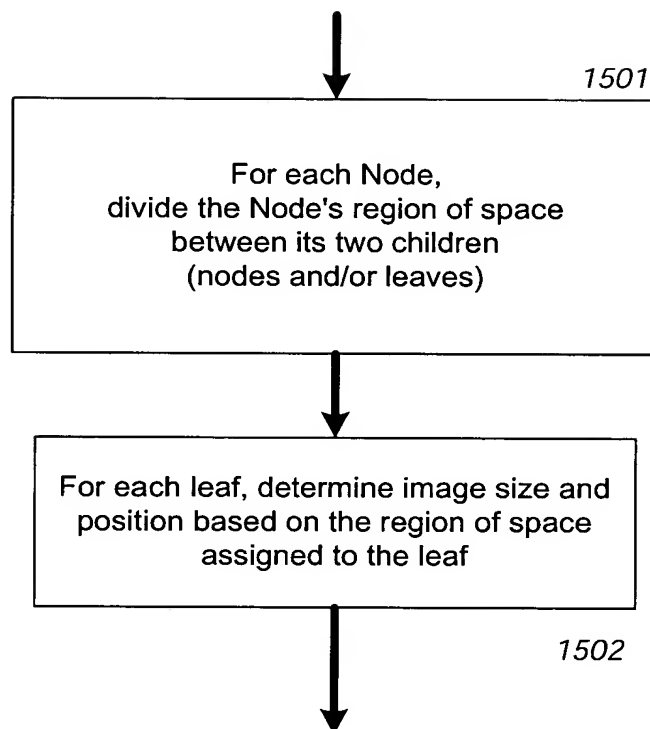 1501
For each Node,
divide the Node's region of space
between its two children
(nodes and/or leaves)
For each leaf, determine image size and
position based on the region of space
assigned to the leaf
1502